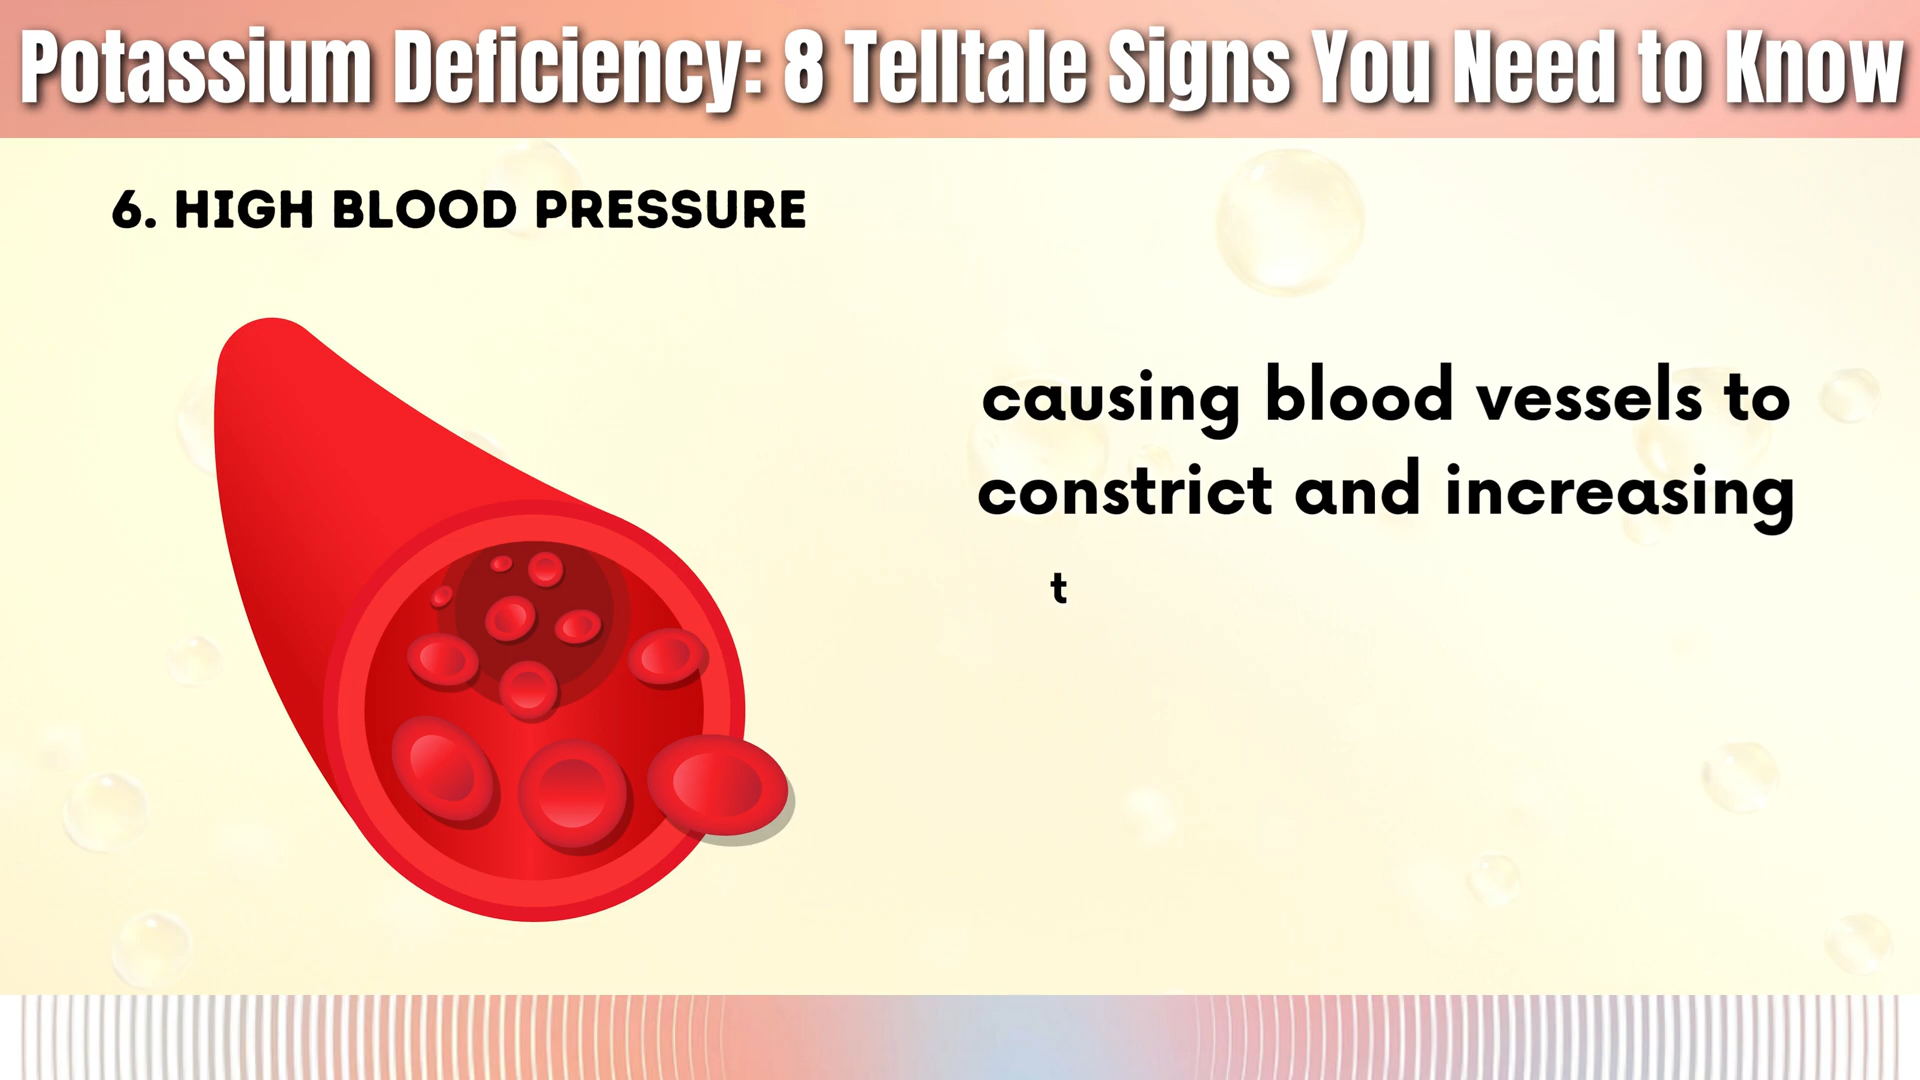 Potassium Deficiency: 8 Telltale Signs You Need to Know
6. HIGH BLOOD PRESSURE
causing blood vessels to
constrict and increasing
t